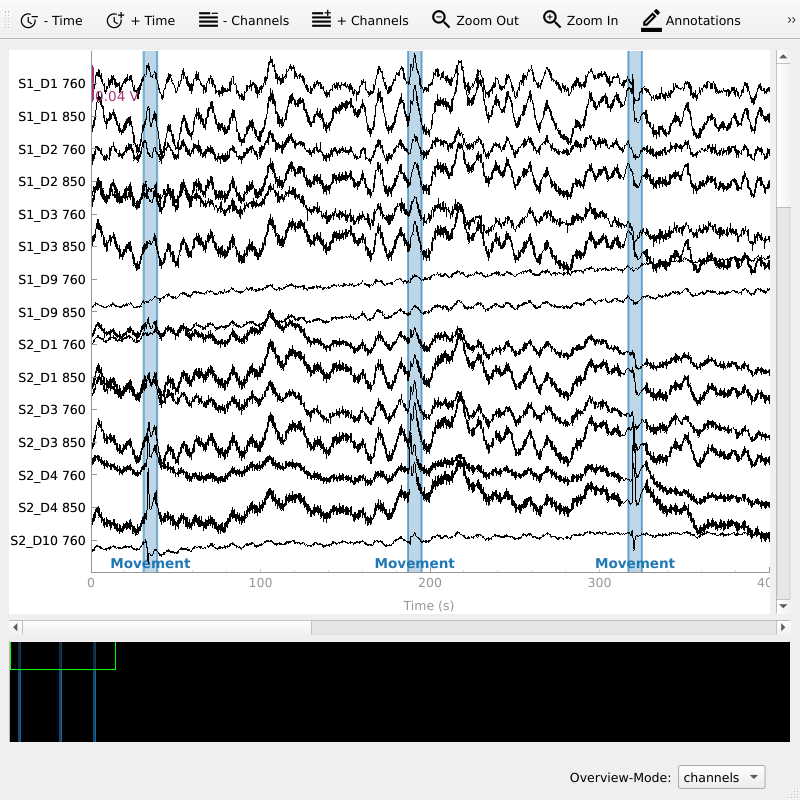 - Time + Time - Channels + Channels Zoom Out Zoom In Annotations »
0.04 V
S1_D1 760
S1_D1 850
S1_D2 760
S1_D2 850
S1_D3 760
S1_D3 850
S1_D9 760
S1_D9 850
S2_D1 760
S2_D1 850
S2_D3 760
S2_D3 850
S2_D4 760
S2_D4 850
S2_D10 760
Movement Movement Movement
0 100 200 300 40
Time (s)
Overview-Mode: channels